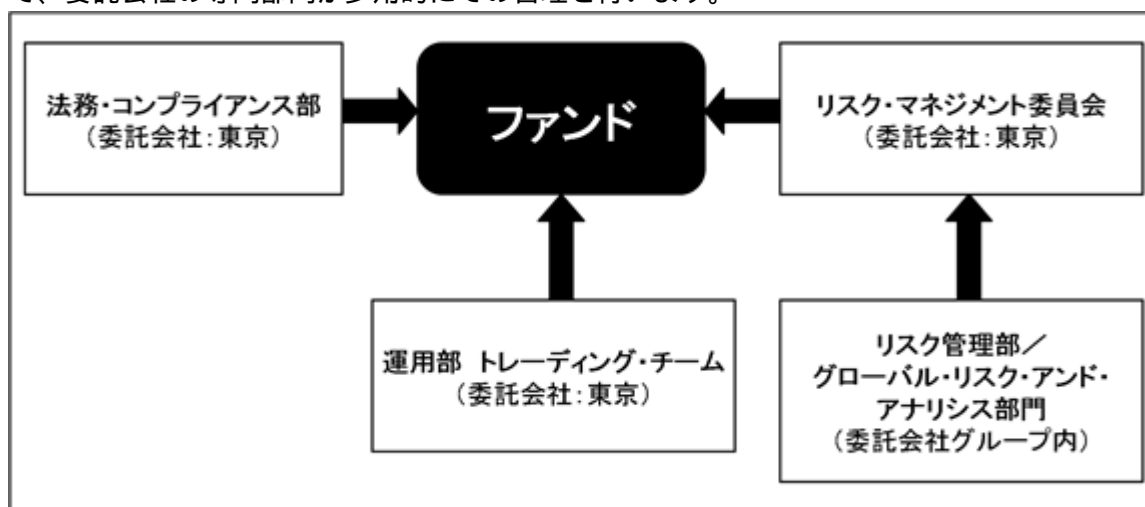 法務・コンプライアンス部
（委託会社：東京）
ファンド
リスク・マネジメント委員会
（委託会社：東京）
運用部 トレーディング・チーム
（委託会社：東京）
リスク管理部／
グローバル・リスク・アンド・
アナリシス部門
（委託会社グループ内）